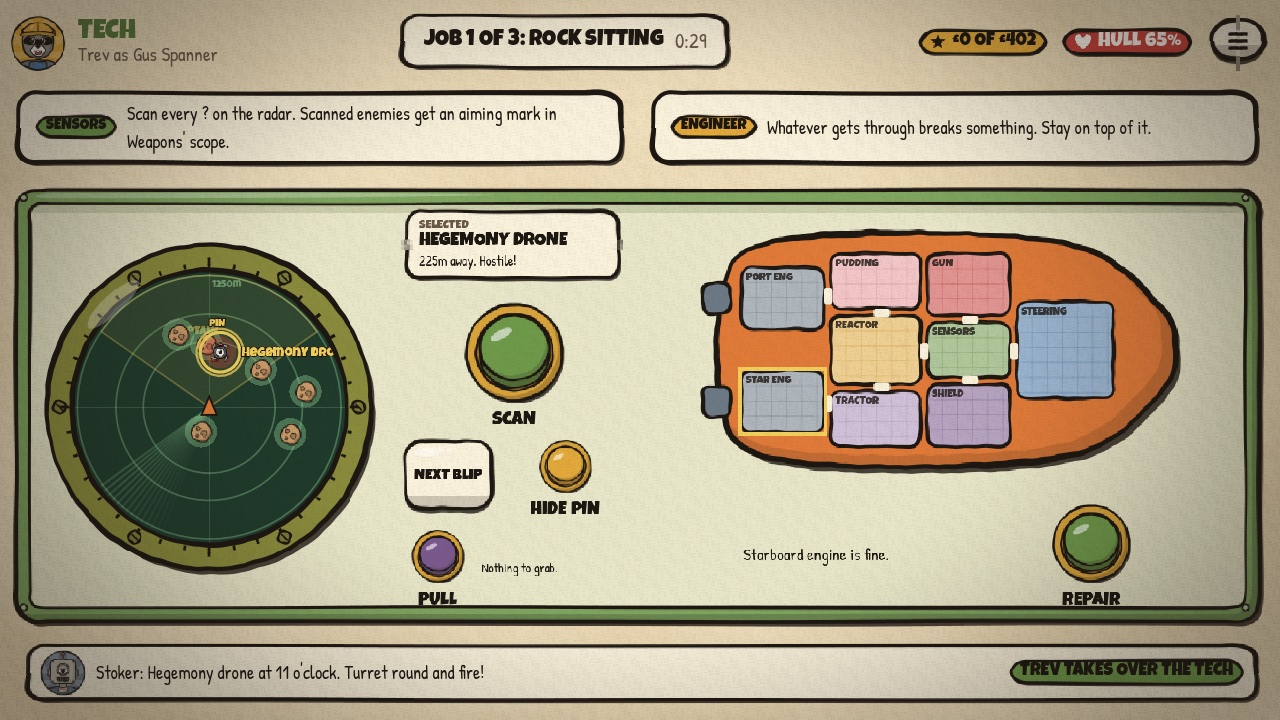 TECH
Trev as Gus Spanner
JOB 1 OF 3: ROCK SITTING 0:29
£0 OF £402
HULL 65%
SENSORS
Scan every ? on the radar. Scanned enemies get an aiming mark in
Weapons' scope.
ENGINEER
Whatever gets through breaks something. Stay on top of it.
SELECTED
HEGEMONY DRONE
225m away. Hostile!
1250m
PIN
HEGEMONY DRO
SCAN
NEXT BLIP
HIDE PIN
PULL
Nothing to grab.
PORT ENG
PUDDING
GUN
STEERING
REACTOR
SENSORS
STAR ENG
TRACTOR
SHIELD
Starboard engine is fine.
REPAIR
Stoker: Hegemony drone at 11 o'clock. Turret round and fire!
TREV TAKES OVER THE TECH